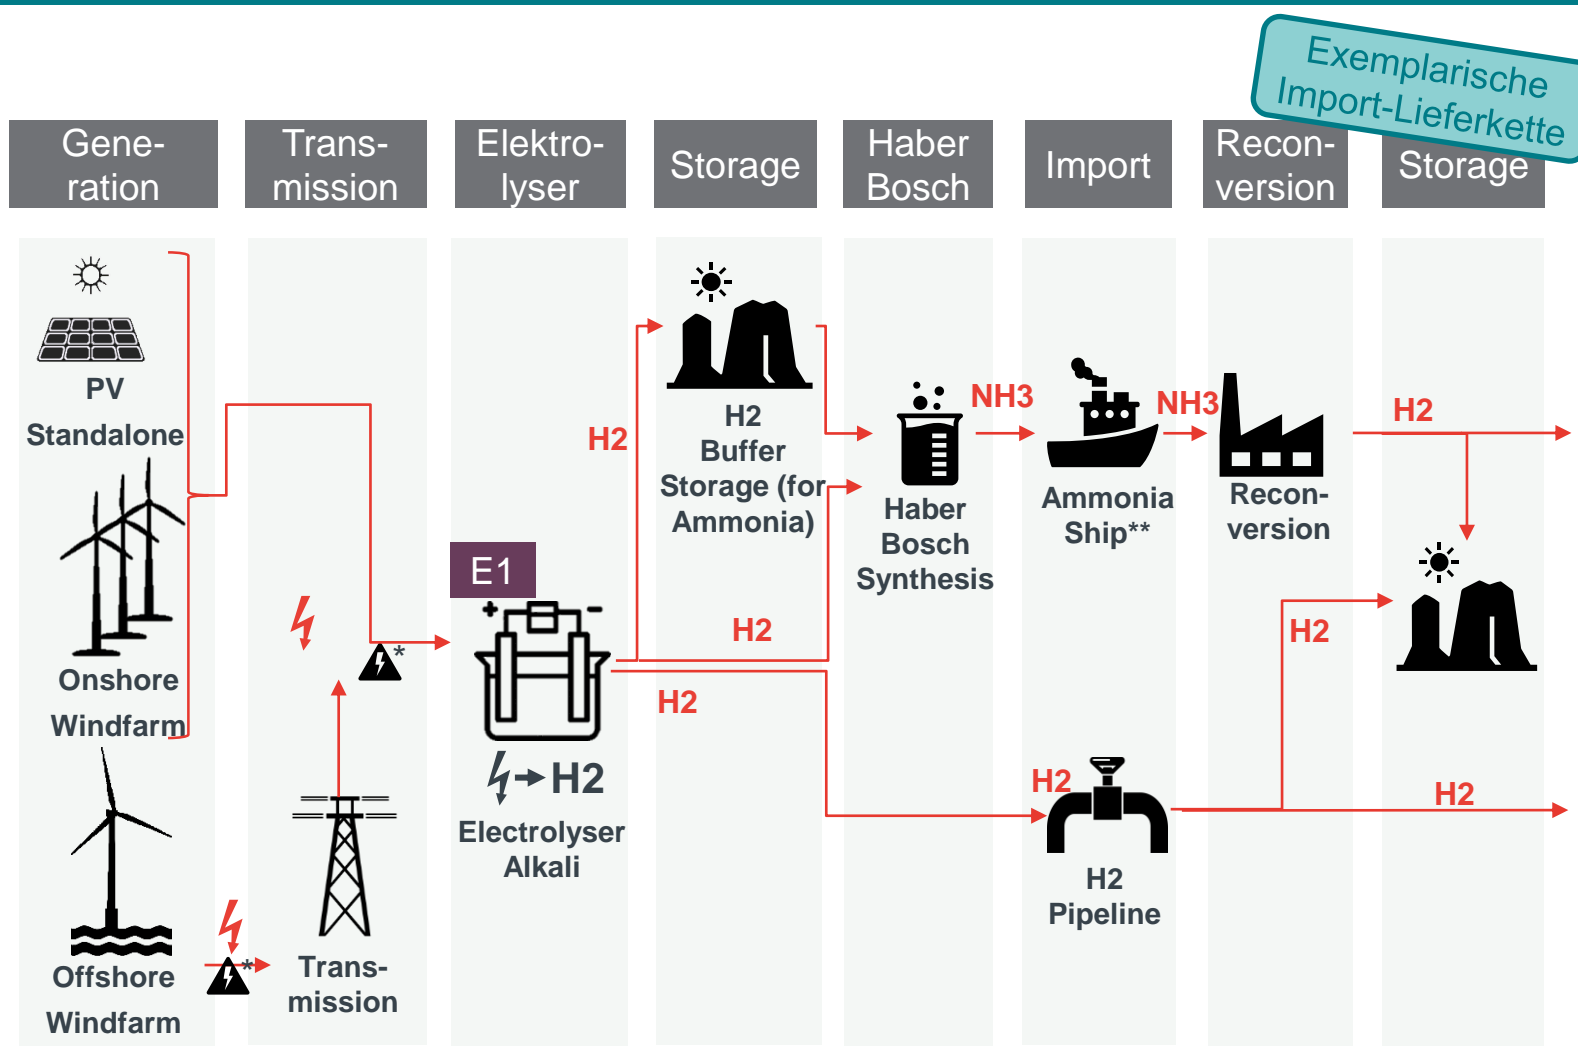 Exemplarische
Import-Lieferkette
Gene-
ration
Trans-
mission
Elektro-
lyser
Storage
Haber
Bosch
Import
Recon-
version
Storage
PV
Standalone
Onshore
Windfarm
Offshore
Windfarm
*
Trans-
mission
*
E1
+ −
H2
Electrolyser
Alkali
H2
H2
H2
H2
Buffer
Storage (for
Ammonia)
Haber
Bosch
Synthesis
NH3
Ammonia
Ship**
NH3
Recon-
version
H2
H2
H2
H2
Pipeline
H2